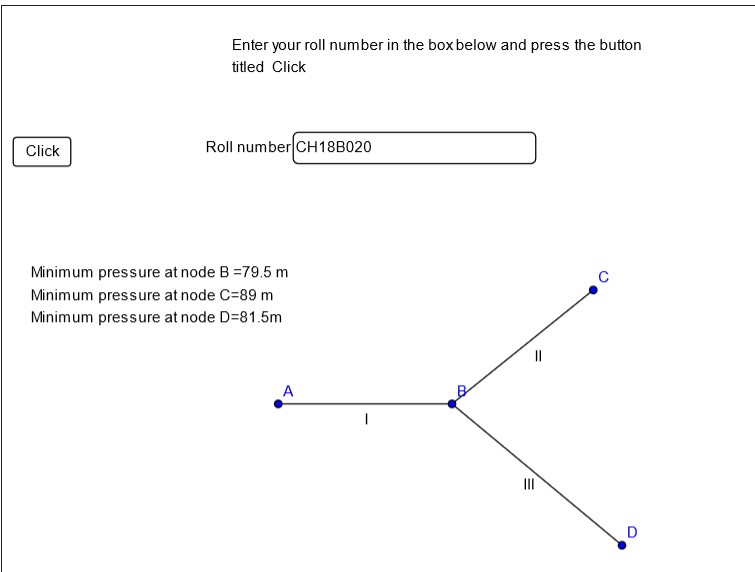 Enter your roll number in the box below and press the button
titled Click
Click
Roll number CH18B020
Minimum pressure at node B =79.5 m
Minimum pressure at node C=89 m
Minimum pressure at node D=81.5m
C
II
A
B
I
III
D